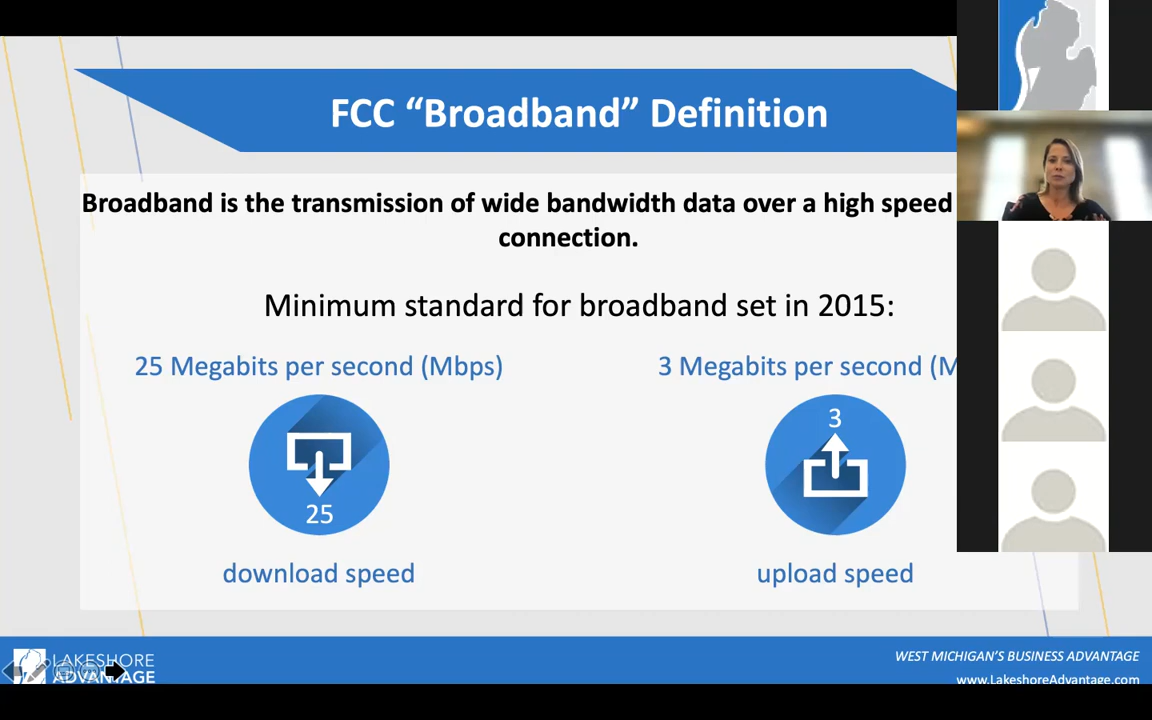 FCC “Broadband” Definition
Broadband is the transmission of wide bandwidth data over a high speed
connection.
Minimum standard for broadband set in 2015:
25 Megabits per second (Mbps)
3 Megabits per second (M
3
25
download speed
upload speed
LAKESHORE
ADVANTAGE
WEST MICHIGAN’S BUSINESS ADVANTAGE
www.LakeshoreAdvantage.com